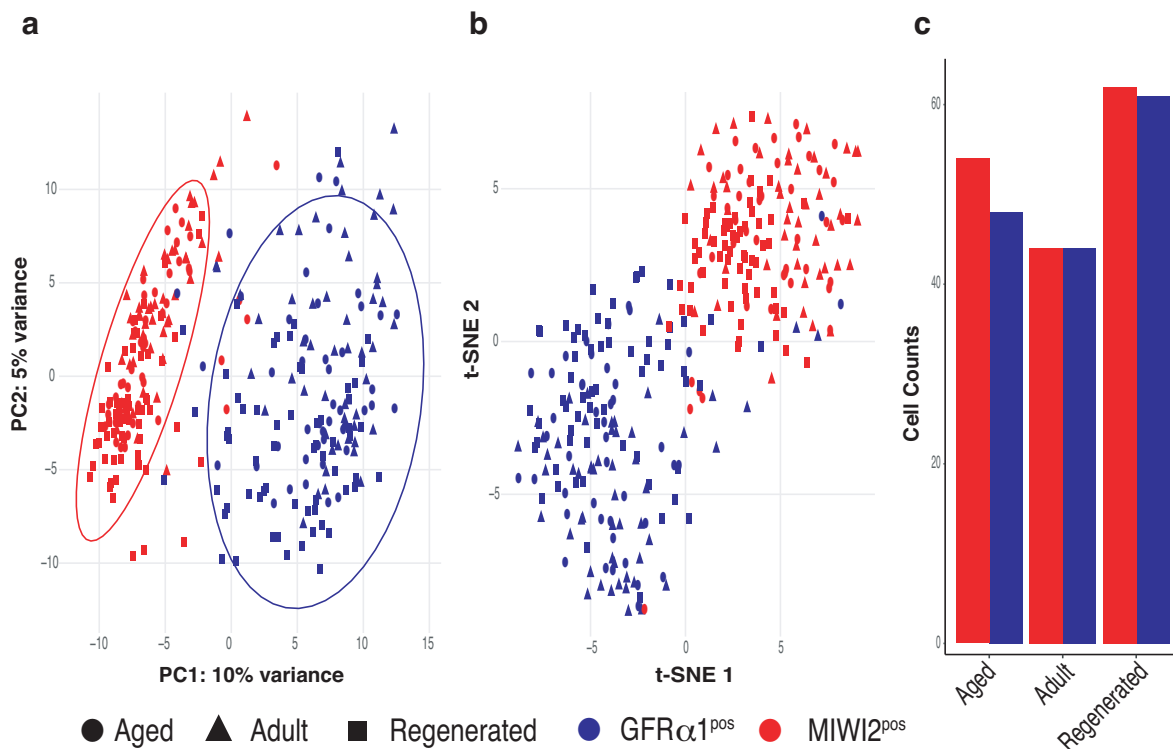 a
b
c
10
5
0
−5
−10
PC2: 5% variance
−10
−5
0
5
10
15
PC1: 10% variance
5
0
−5
t-SNE 2
−5
0
5
t-SNE 1
60
40
20
0
Cell Counts
Aged
Adult
Regenerated
Aged Adult Regenerated GFRα1pos MIWI2pos